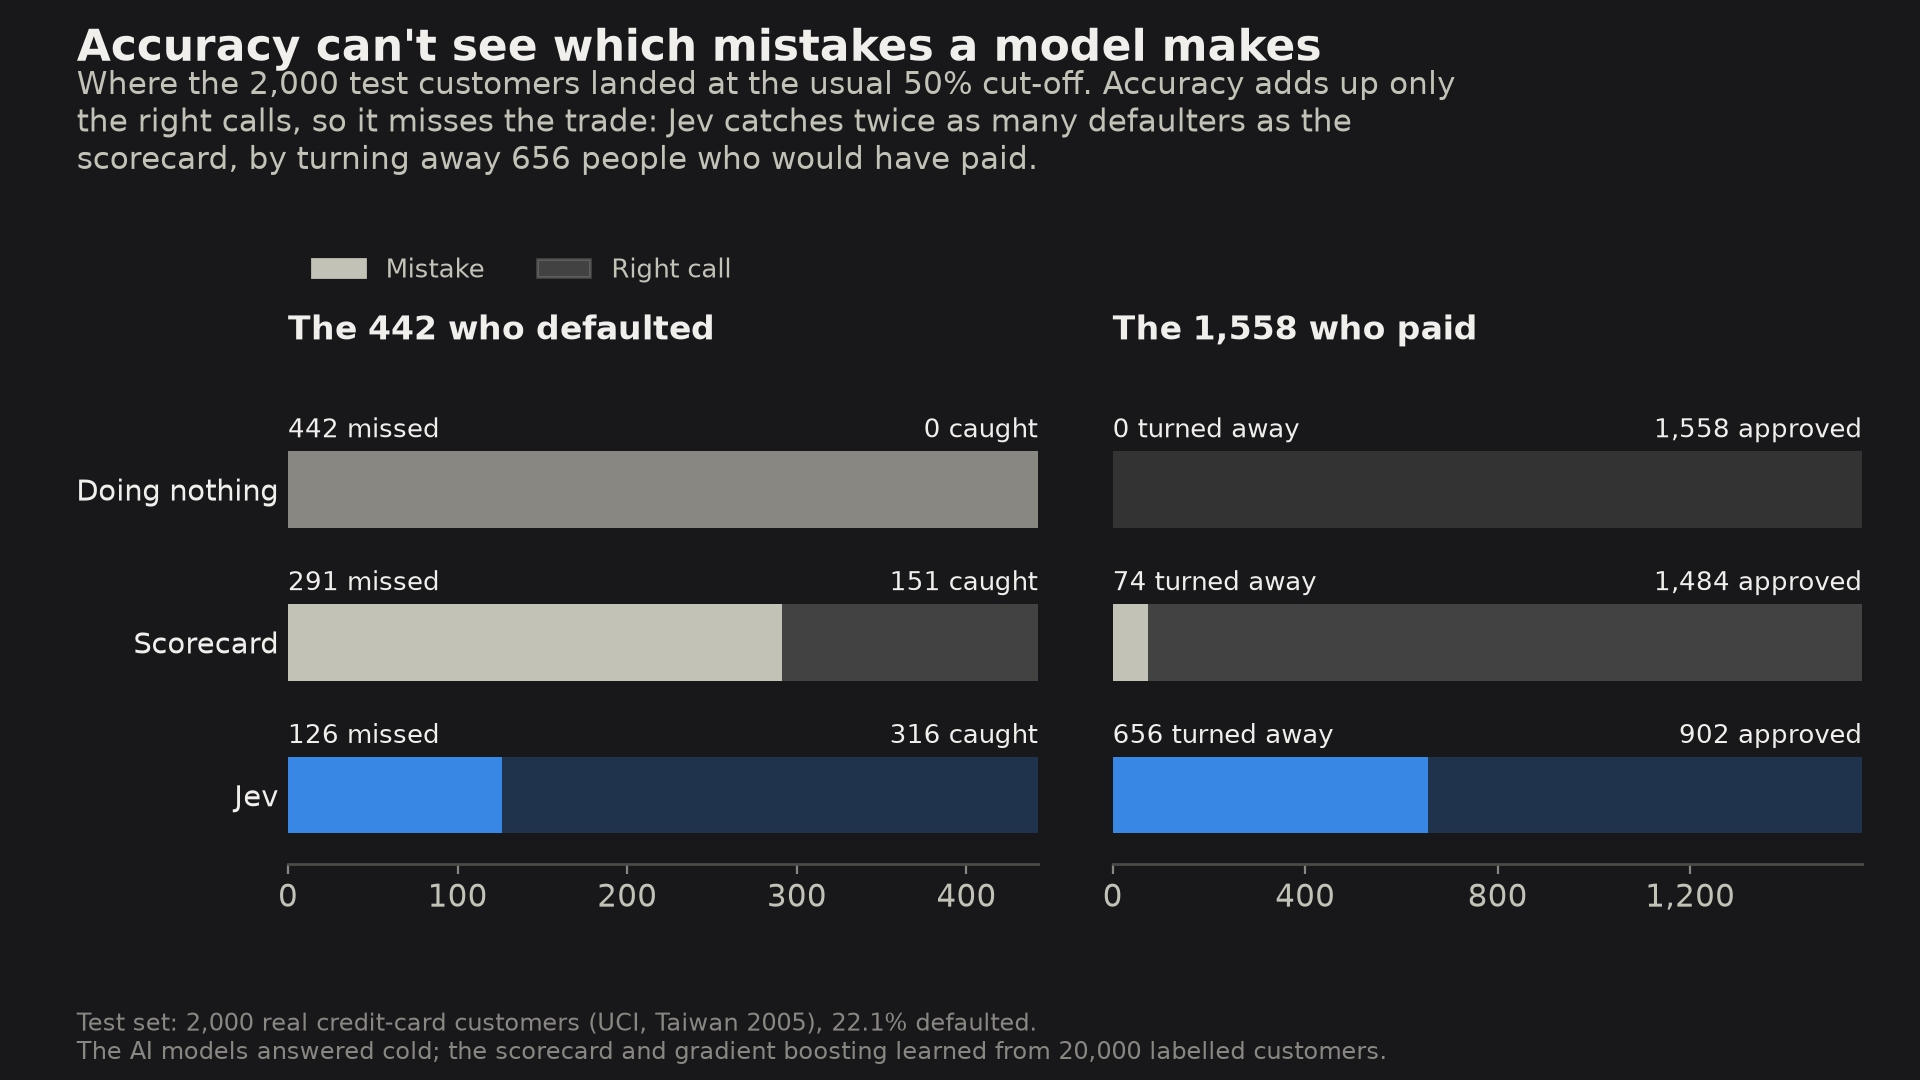 Accuracy can't see which mistakes a model makes
Where the 2,000 test customers landed at the usual 50% cut-off. Accuracy adds up only
the right calls, so it misses the trade: Jev catches twice as many defaulters as the
scorecard, by turning away 656 people who would have paid.
Mistake
Right call
The 442 who defaulted
The 1,558 who paid
442 missed
0 caught
0 turned away
1,558 approved
Doing nothing
291 missed
151 caught
74 turned away
1,484 approved
Scorecard
126 missed
316 caught
656 turned away
902 approved
Jev
0 100 200 300 400
0 400 800 1,200
Test set: 2,000 real credit-card customers (UCI, Taiwan 2005), 22.1% defaulted.
The AI models answered cold; the scorecard and gradient boosting learned from 20,000 labelled customers.